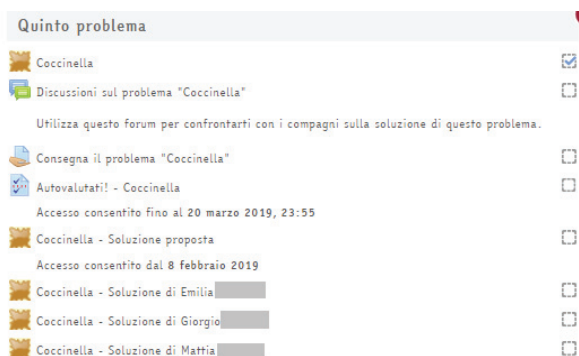 Quinto problema
Coccinella
Discussioni sul problema "Coccinella"
Utilizza questo forum per confrontarti con i compagni sulla soluzione di questo problema.
Consegna il problema "Coccinella"
Autovalutati! - Coccinella
Accesso consentito fino al 20 marzo 2019, 23:55
Coccinella - Soluzione proposta
Accesso consentito dal 8 febbraio 2019
Coccinella - Soluzione di Emilia
Coccinella - Soluzione di Giorgio
Coccinella - Soluzione di Mattia